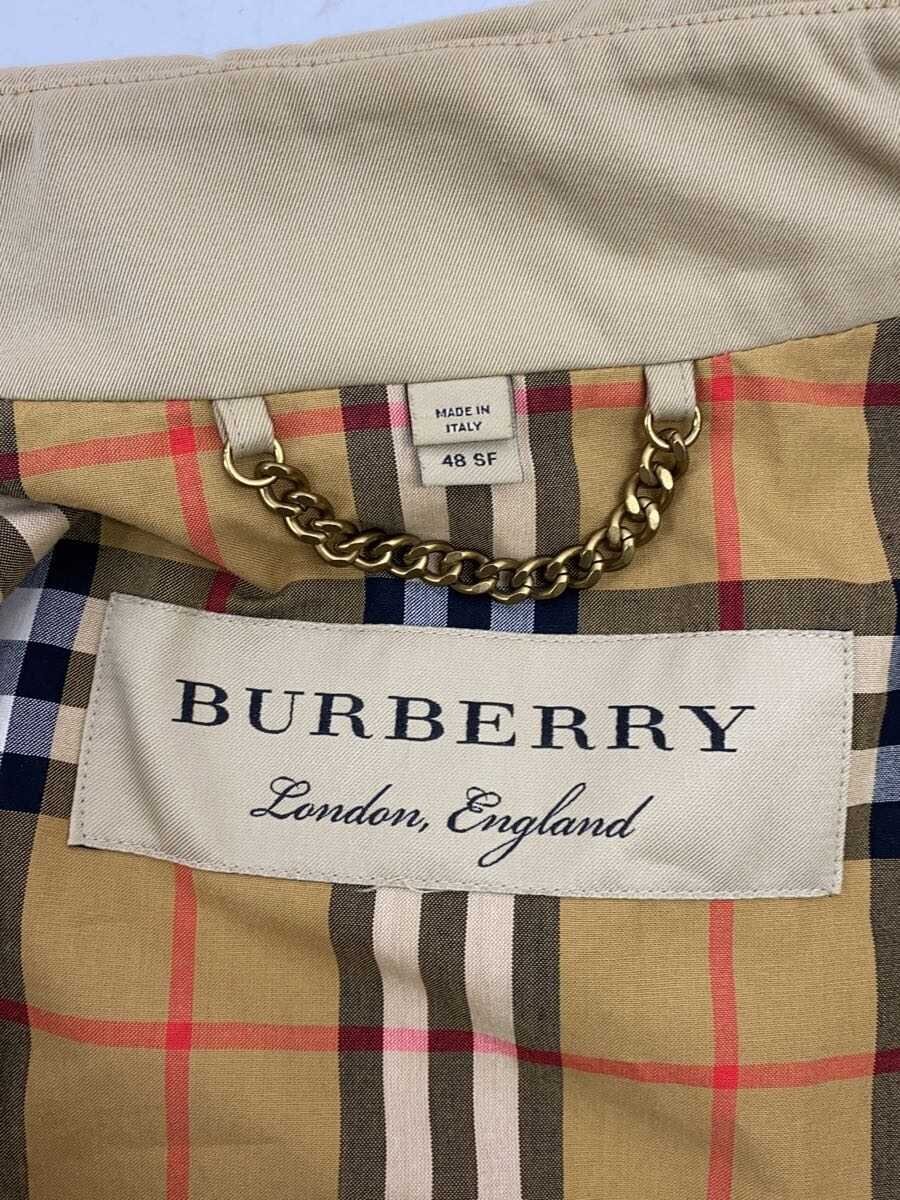 MADE IN
ITALY
48 SF
BURBERRY
London, England